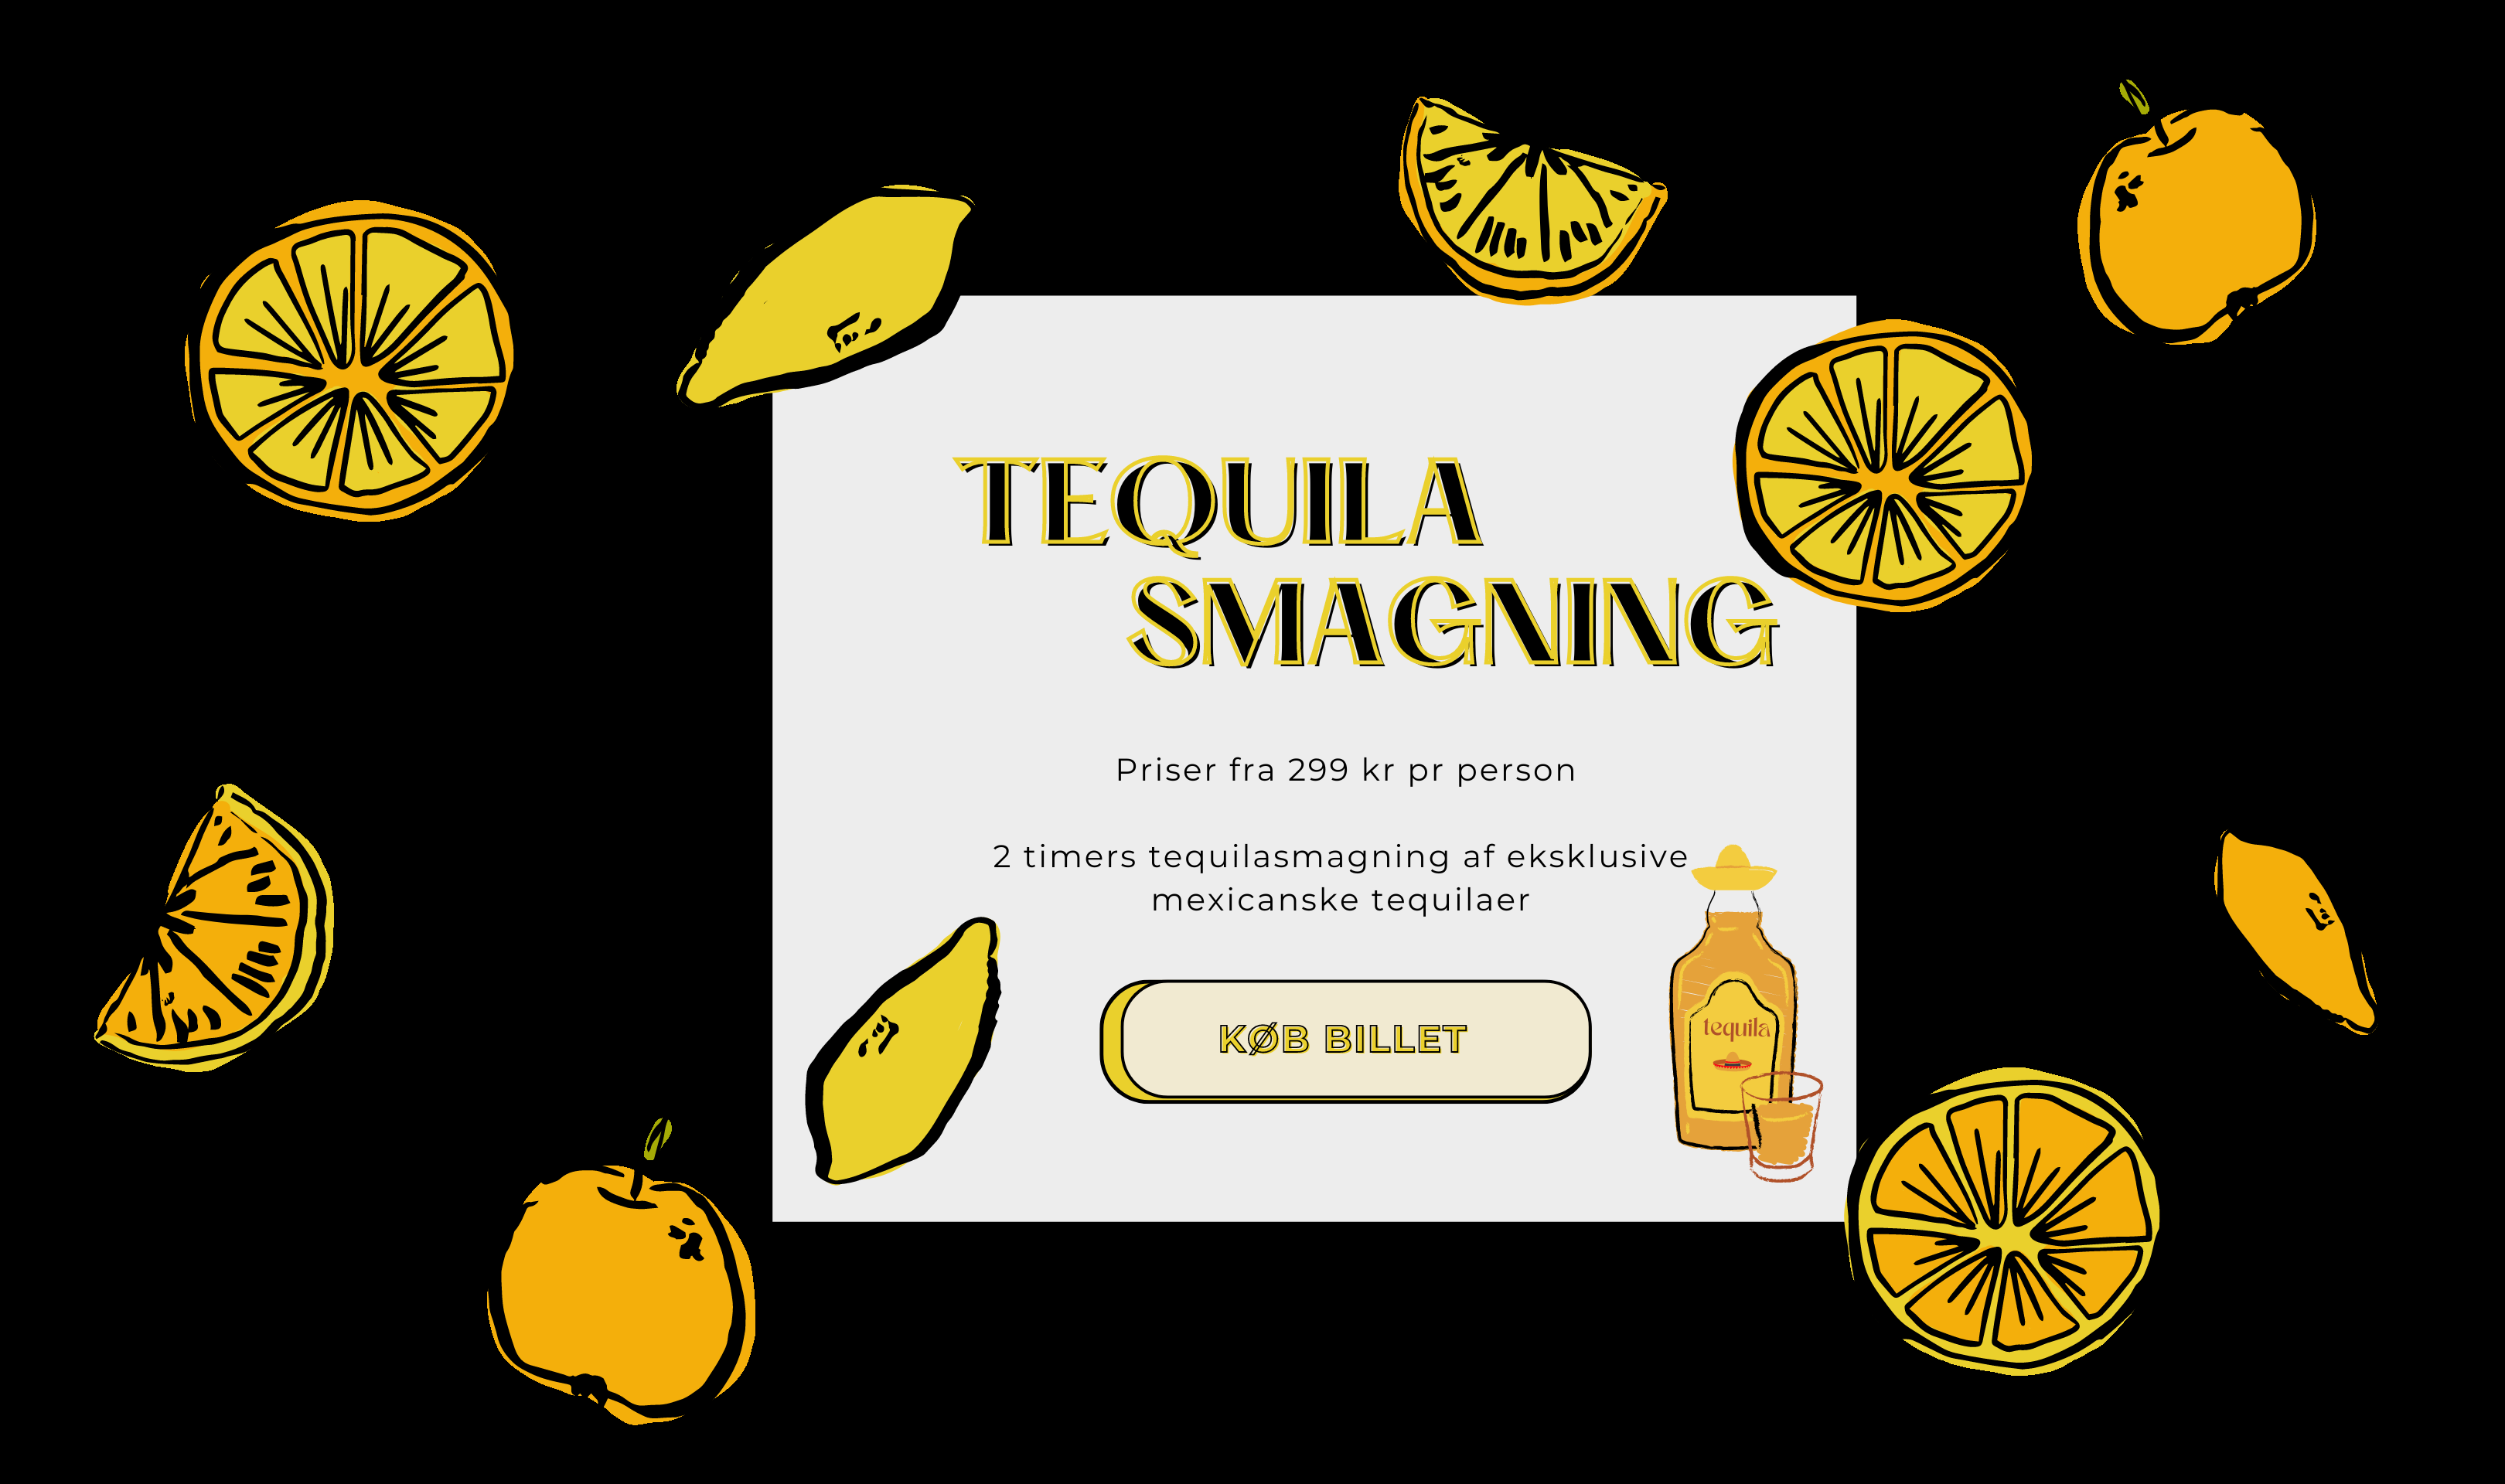 TEQUILA
SMAGNING
Priser fra 299 kr pr person
2 timers tequilasmagning af eksklusive
mexicanske tequilaer
KØB BILLET
tequila